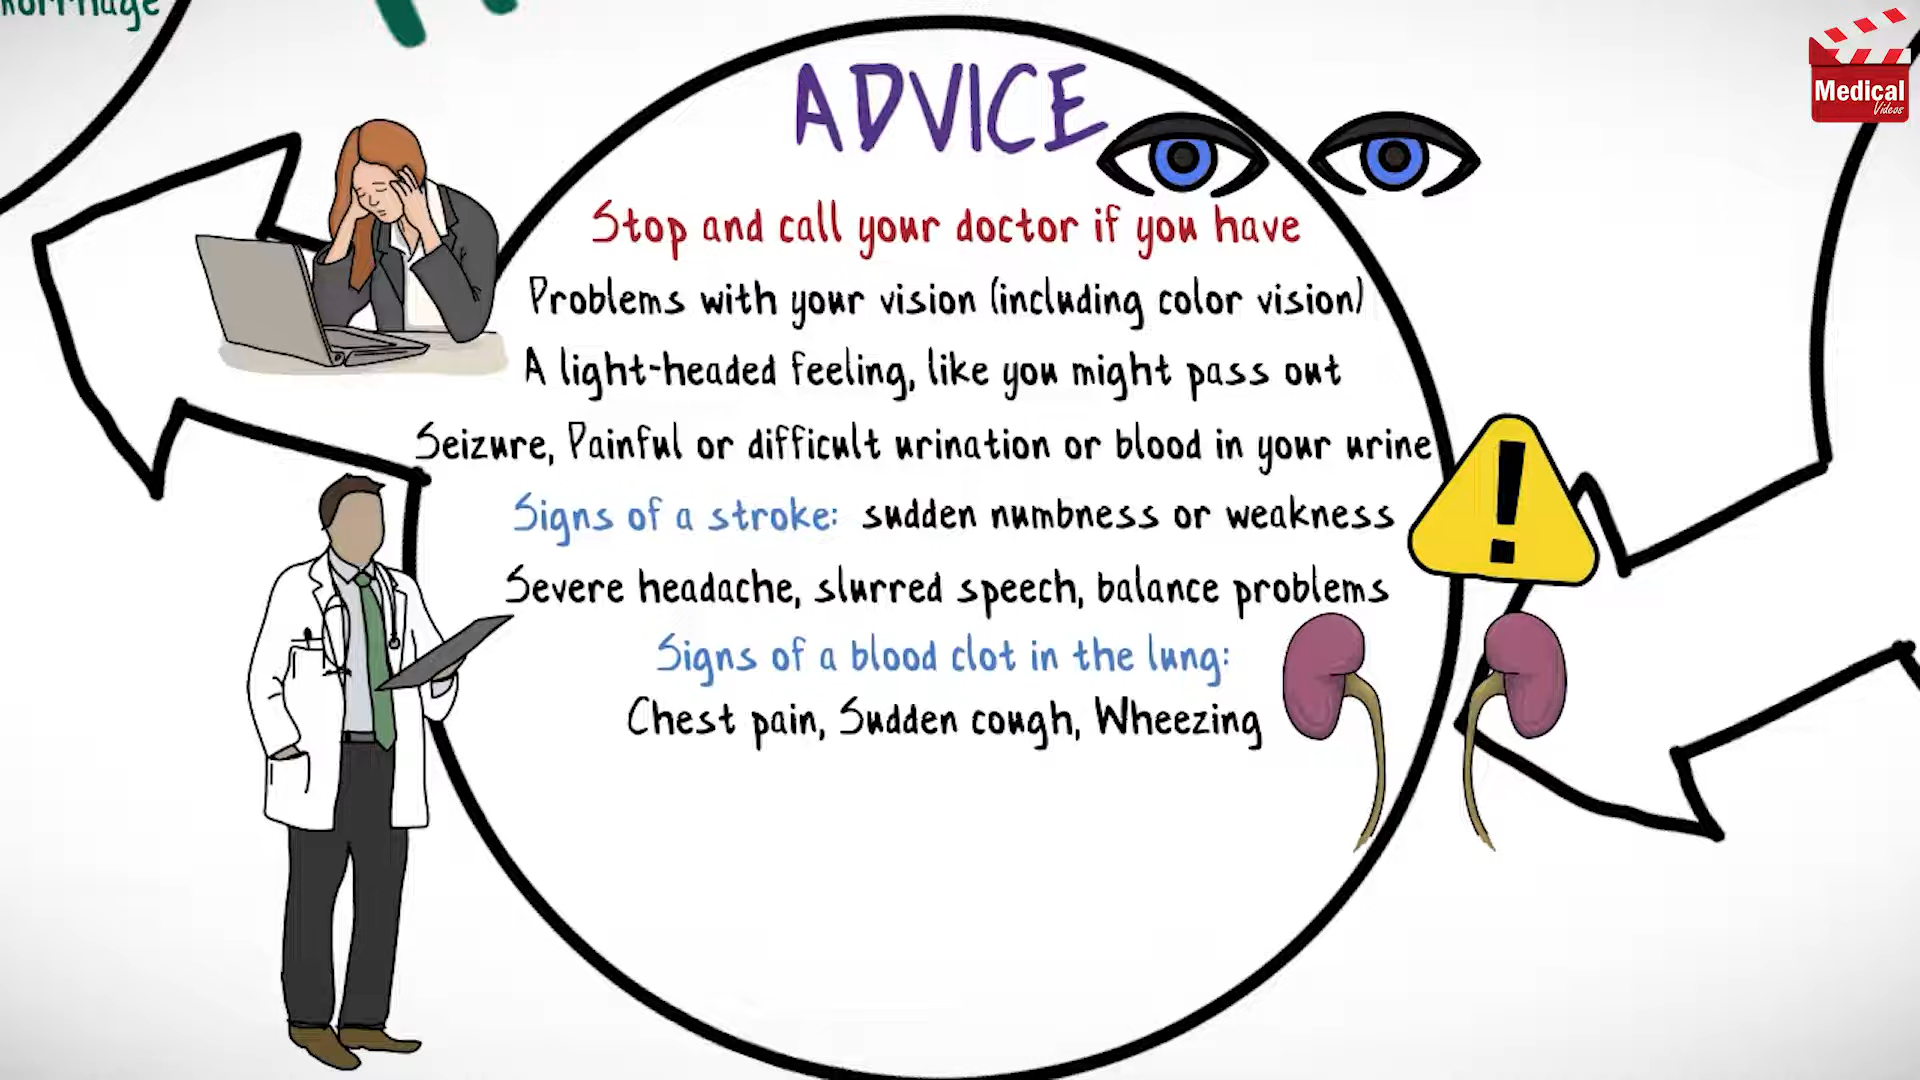 Medical
Videos
ADVICE
Stop and call your doctor if you have
Problems with your vision (including color vision)
A light-headed feeling, like you might pass out
Seizure, Painful or difficult urination or blood in your urine
Signs of a stroke: sudden numbness or weakness
Severe headache, slurred speech, balance problems
Signs of a blood clot in the lung:
Chest pain, Sudden cough, Wheezing